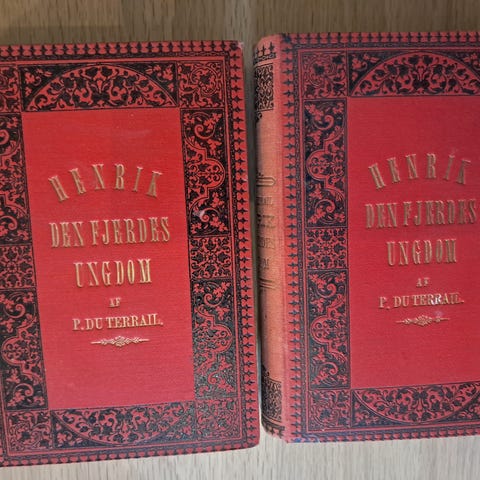 HENRIK
DEN FJERDES
UNGDOM
AF
P. DU TERRAIL.
HENRIK
DEN FJERDES
UNGDOM
AF
P. DU TERRAIL.